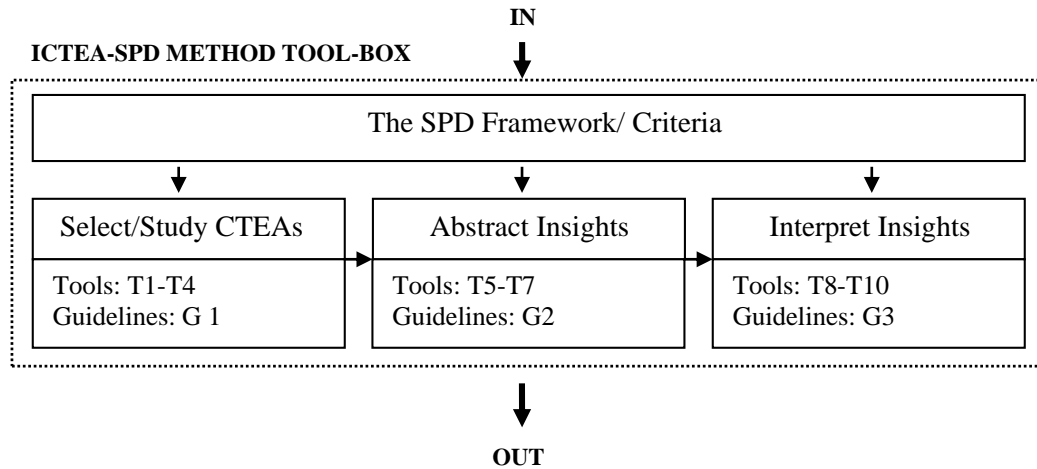 IN
ICTEA-SPD METHOD TOOL-BOX
The SPD Framework/ Criteria
Select/Study CTEAs
Tools: T1-T4
Guidelines: G 1
Abstract Insights
Tools: T5-T7
Guidelines: G2
Interpret Insights
Tools: T8-T10
Guidelines: G3
OUT